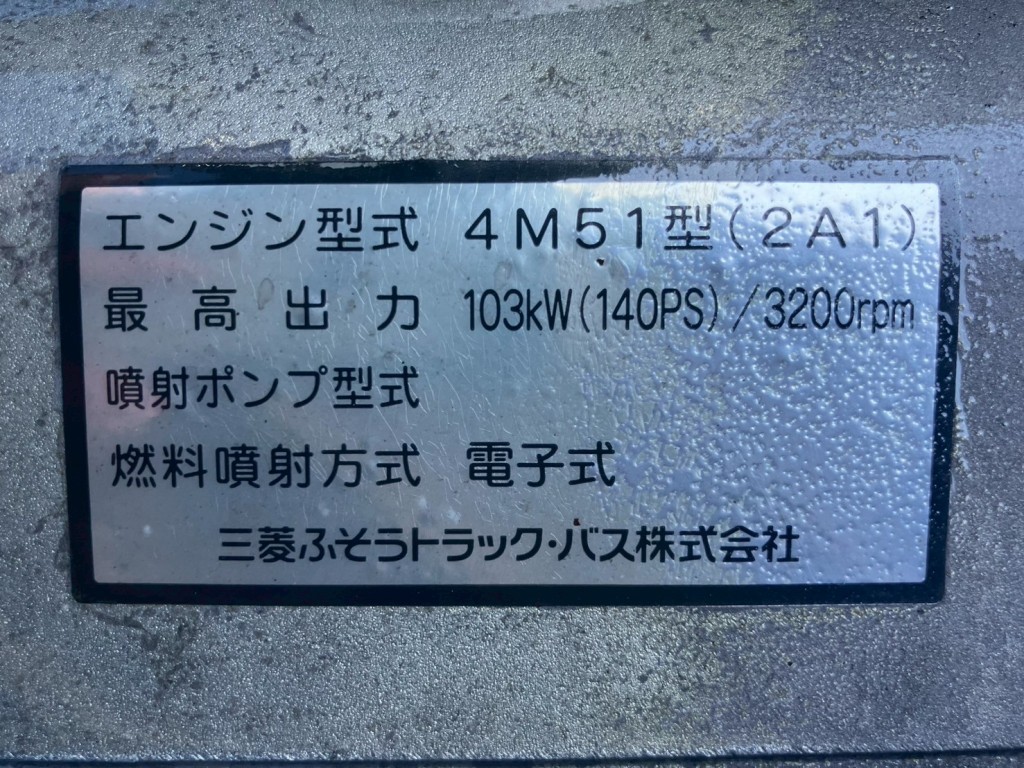 エンジン型式 4M51型(2A1)
最高出力 103kW(140PS)/3200rpm
噴射ポンプ型式
燃料噴射方式 電子式
三菱ふそうトラック・バス株式会社